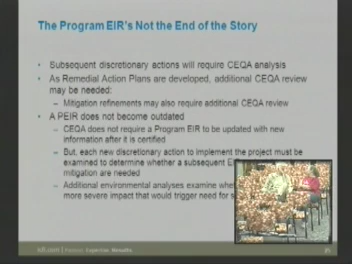 The Program EIR's Not the End of the Story
• Subsequent discretionary actions will require CEQA analysis
• As Remedial Action Plans are developed, additional CEQA review
may be needed:
– Mitigation refinements may also require additional CEQA review
• A PEIR does not become outdated
– CEQA does not require a Program EIR to be updated with new
information after it is certified
– But, each new discretionary action to implement the project must be
examined to determine whether a subsequent EI
mitigation are needed
– Additional environmental analyses examine whet
more severe impact that would trigger need for s
Passion. Expertise. Results.